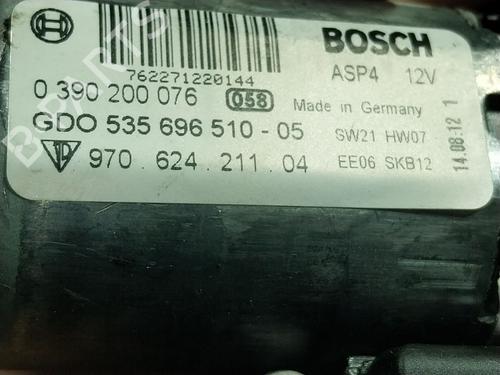 BOSCH
762271220144
ASP4 12V
0 390 200 076 058
Made in Germany
GDO 535 696 510 - 05
SW21 HW07
970 . 624 . 211 . 04
EE06 SKB12
14.08.12 1
B-PARTS